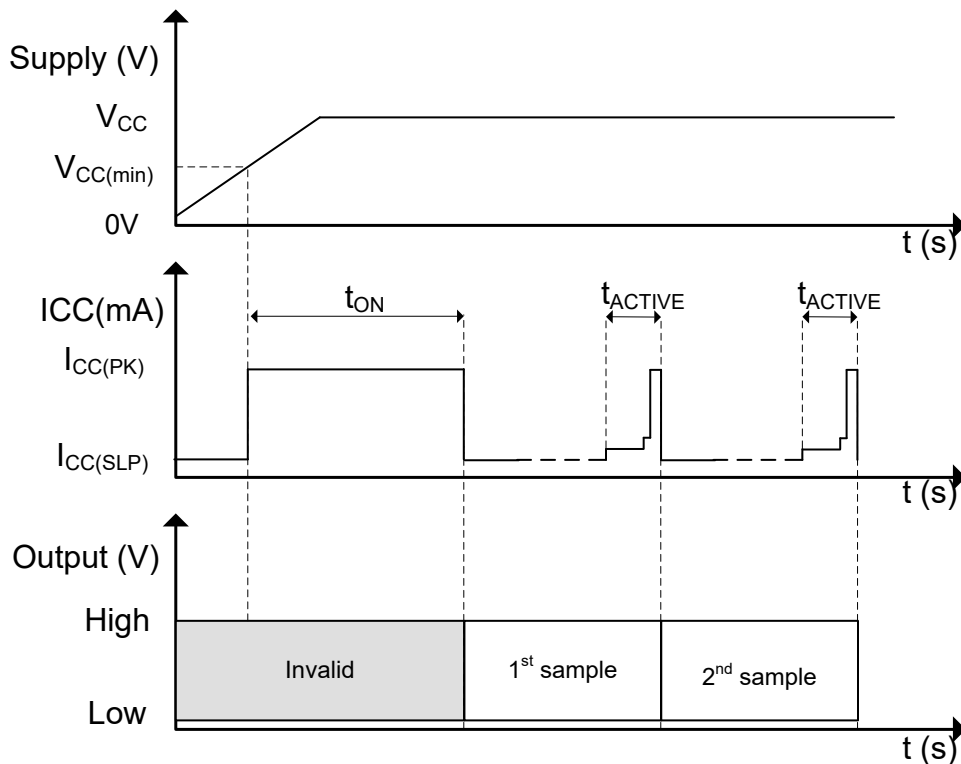 Supply (V)
VCC
VCC(min)
0V
t (s)
ICC(mA)
tON
tACTIVE
tACTIVE
ICC(PK)
ICC(SLP)
t (s)
Output (V)
High
Invalid
1st sample
2nd sample
Low
t (s)